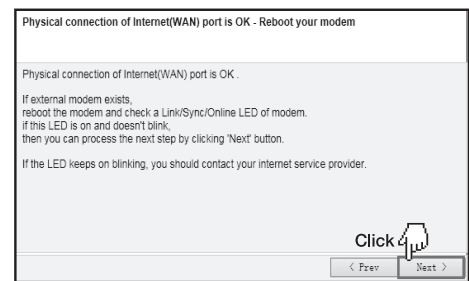 Physical connection of Internet(WAN) port is OK - Reboot your modem
Physical connection of Internet(WAN) port is OK .
If external modem exists,
reboot the modem and check a Link/Sync/Online LED of modem.
if this LED is on and doesn't blink,
then you can process the next step by clicking 'Next' button.
If the LED keeps on blinking, you should contact your internet service provider.
Click
< Prev
Next >